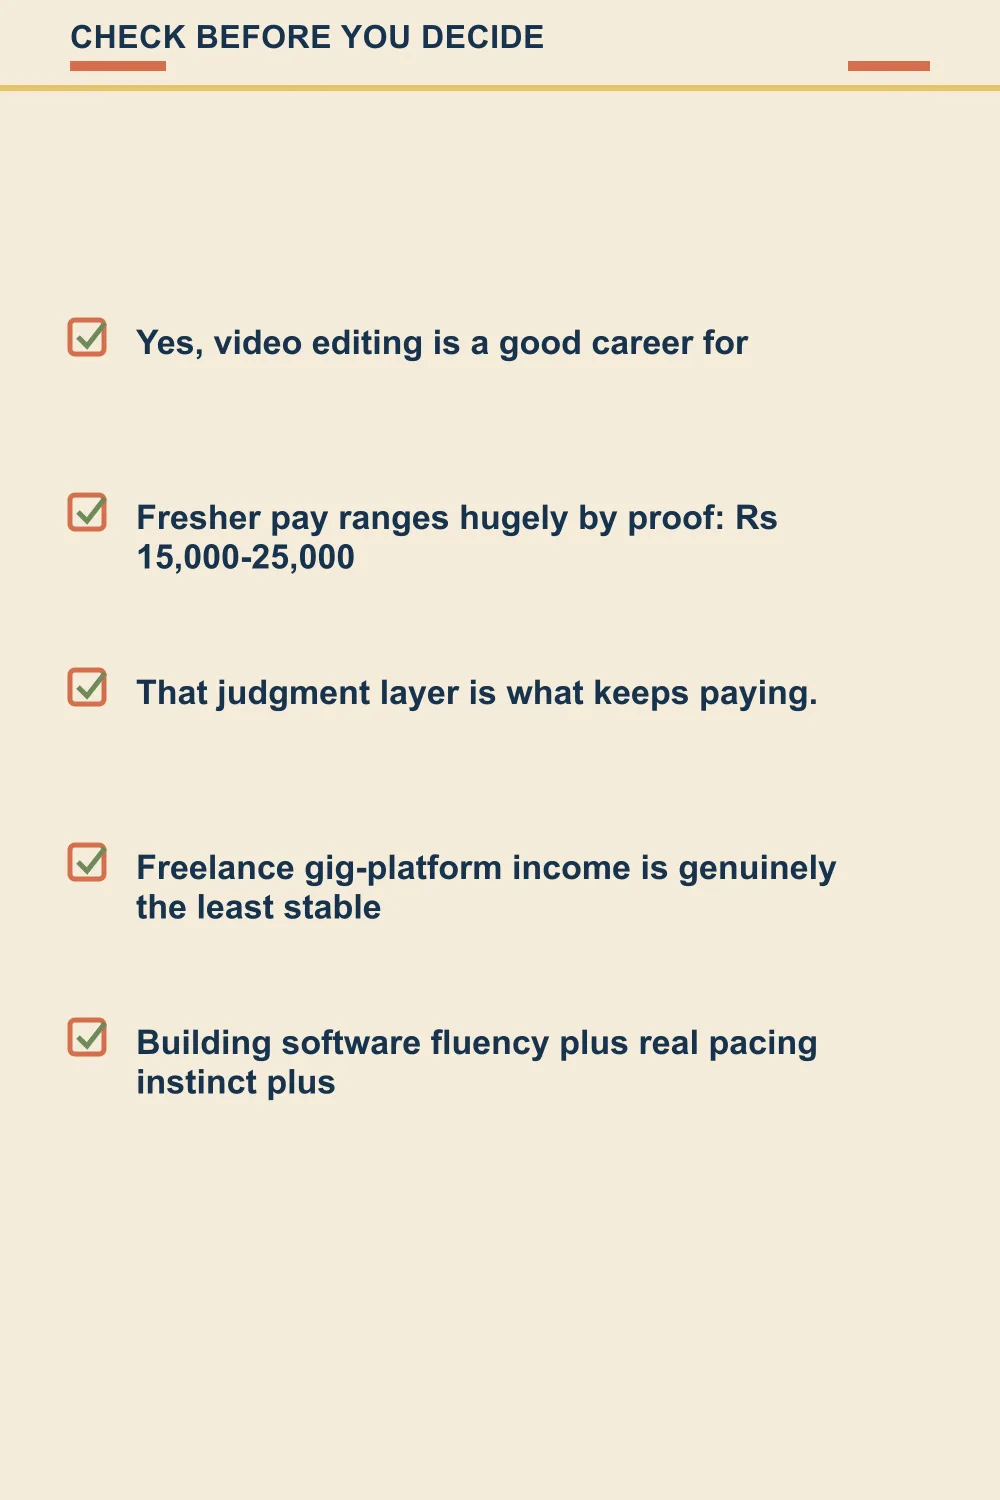 CHECK BEFORE YOU DECIDE
Yes, video editing is a good career for
Fresher pay ranges hugely by proof: Rs
15,000-25,000
That judgment layer is what keeps paying.
Freelance gig-platform income is genuinely
the least stable
Building software fluency plus real pacing
instinct plus